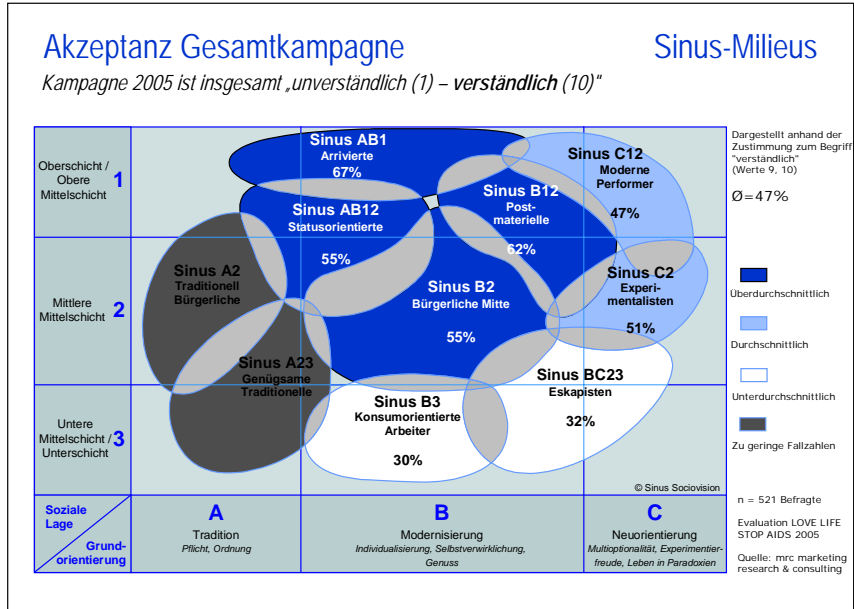 Akzeptanz Gesamtkampagne
Sinus-Milieus
Kampagne 2005 ist insgesamt „unverständlich (1) – verständlich (10)"
Oberschicht /
Obere
Mittelschicht
1
Mittlere
Mittelschicht
2
Untere
Mittelschicht /
Unterschicht
3
Sinus AB1
Arrivierte
67%
Sinus C12
Moderne
Performer
47%
Sinus B12
Post-
materielle
62%
Sinus AB12
Statusorientierte
55%
Sinus A2
Traditionell
Bürgerliche
Sinus B2
Bürgerliche Mitte
55%
Sinus C2
Experi-
mentalisten
51%
Sinus A23
Genügsame
Traditionelle
Sinus B3
Konsumorientierte
Arbeiter
30%
Sinus BC23
Eskapisten
32%
© Sinus Sociovision
Soziale
Lage
Grund-
orientierung
A
Tradition
Pflicht, Ordnung
B
Modernisierung
Individualisierung, Selbstverwirklichung,
Genuss
C
Neuorientierung
Multioptionalität, Experimentier-
freude, Leben in Paradoxien
Dargestellt anhand der
Zustimmung zum Begriff
"verständlich"
(Werte 9, 10)
Ø=47%
Überdurchschnittlich
Durchschnittlich
Unterdurchschnittlich
Zu geringe Fallzahlen
n = 521 Befragte
Evaluation LOVE LIFE
STOP AIDS 2005
Quelle: mrc marketing
research & consulting